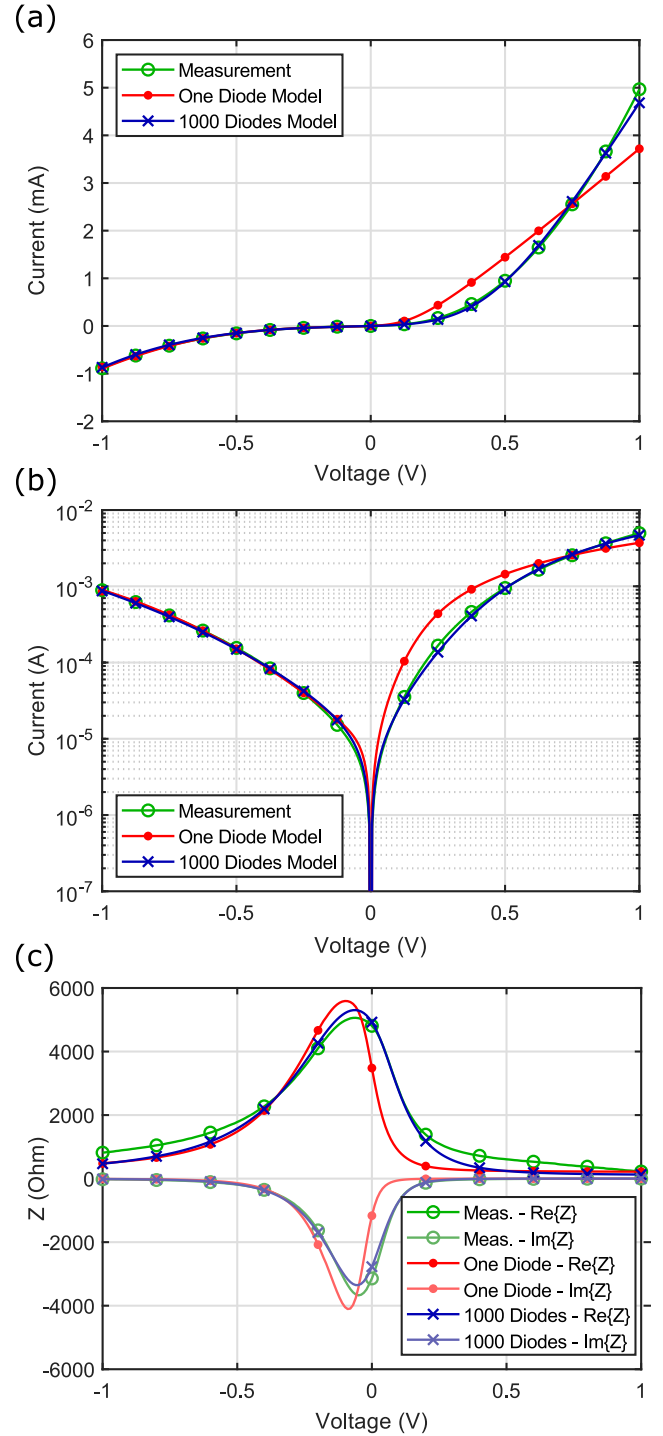 (a)
6
5
4
3
2
1
0
-1
-2
Current (mA)
Measurement
One Diode Model
1000 Diodes Model
-1
-0.5
0
0.5
1
Voltage (V)
(b)
10^-2
10^-3
10^-4
10^-5
10^-6
10^-7
Current (A)
Measurement
One Diode Model
1000 Diodes Model
-1
-0.5
0
0.5
1
Voltage (V)
(c)
6000
4000
2000
0
-2000
-4000
-6000
Z (Ohm)
Meas. - Re{Z}
Meas. - Im{Z}
One Diode - Re{Z}
One Diode - Im{Z}
1000 Diodes - Re{Z}
1000 Diodes - Im{Z}
-1
-0.5
0
0.5
1
Voltage (V)